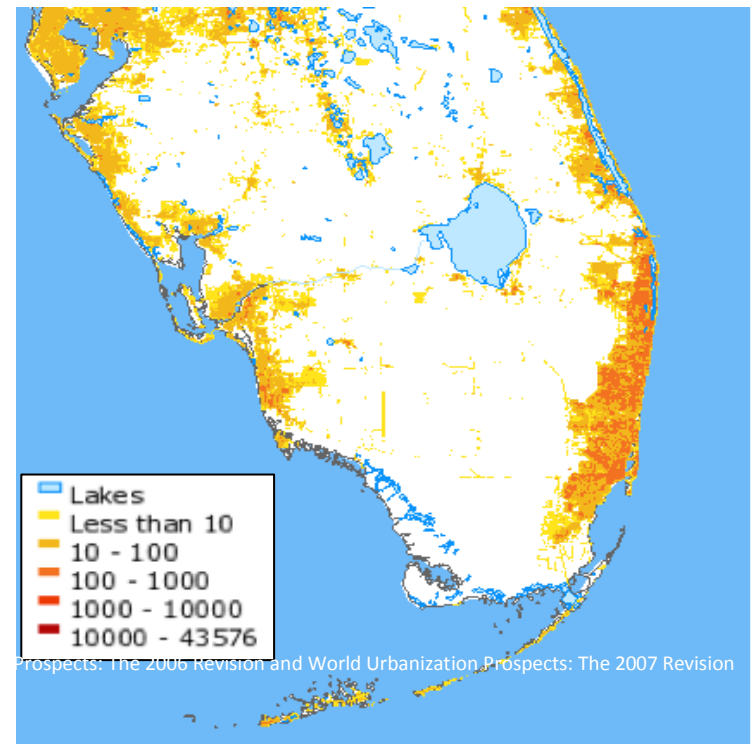 Lakes
Less than 10
10 - 100
100 - 1000
1000 - 10000
10000 - 43576
Prospects: The 2006 Revision and World Urbanization Prospects: The 2007 Revision